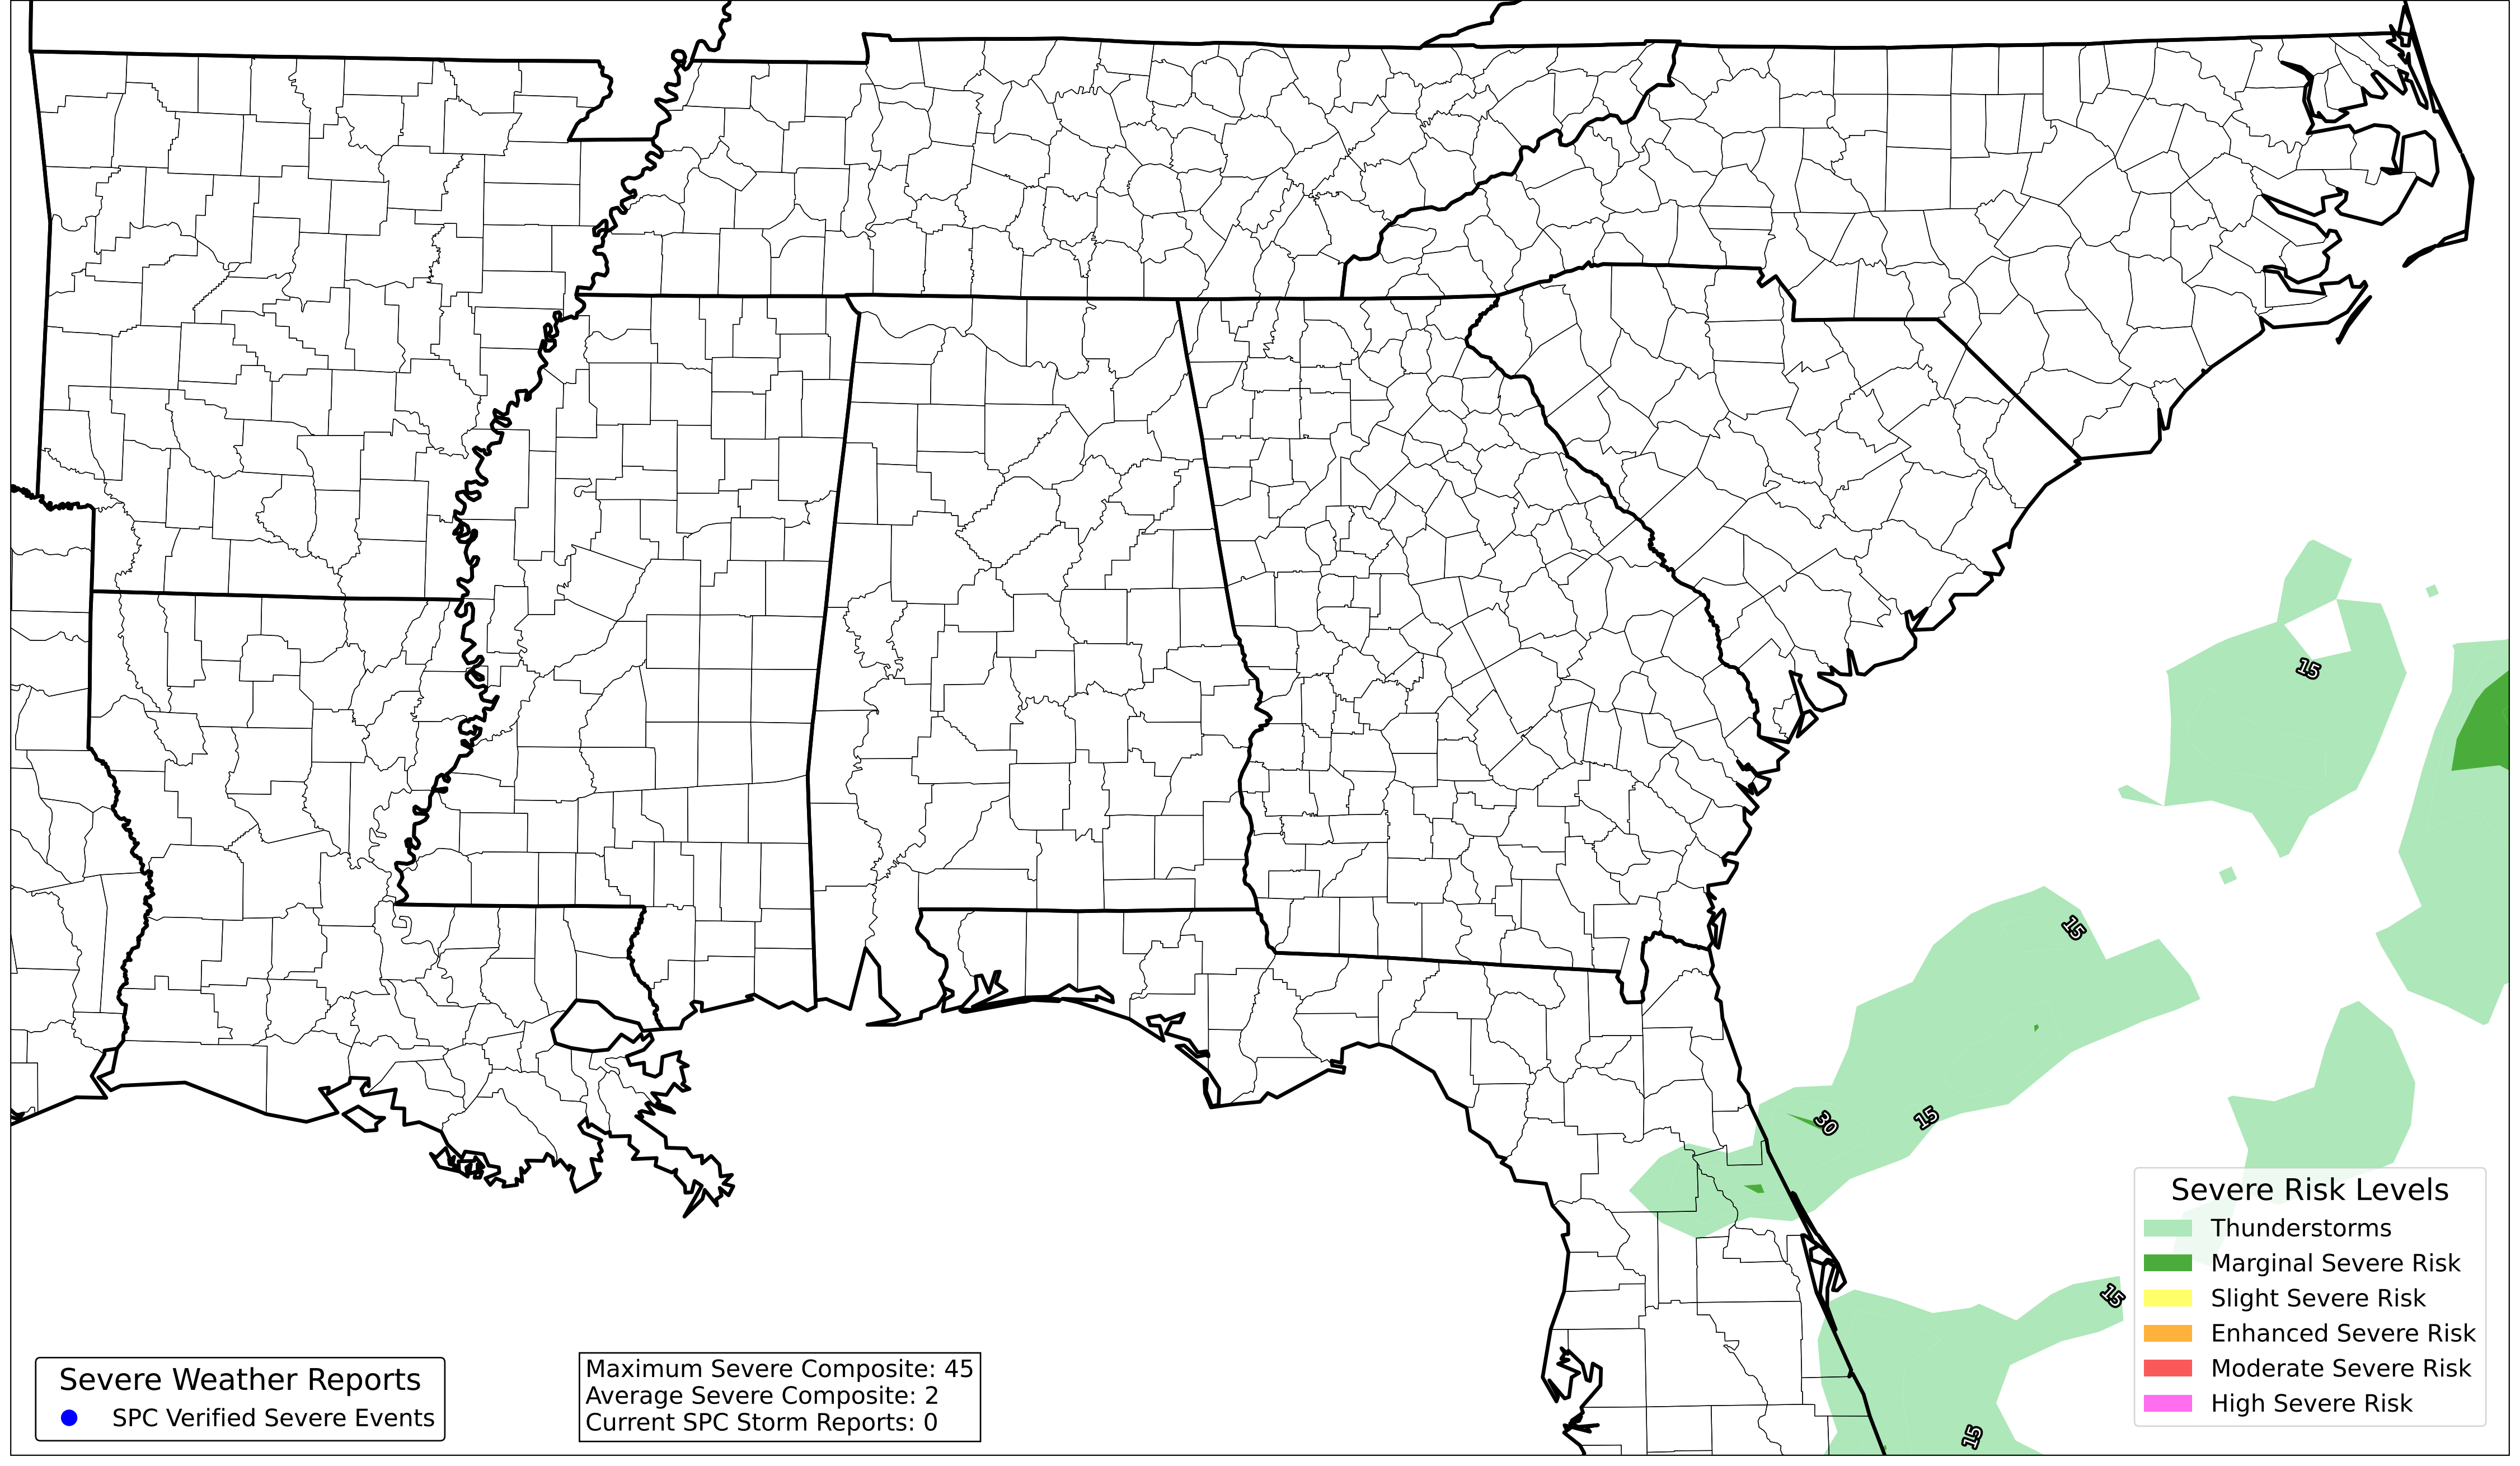 15
15
30
15
15
15
Severe Risk Levels
Thunderstorms
Marginal Severe Risk
Slight Severe Risk
Enhanced Severe Risk
Moderate Severe Risk
High Severe Risk
Severe Weather Reports
SPC Verified Severe Events
Maximum Severe Composite: 45
Average Severe Composite: 2
Current SPC Storm Reports: 0